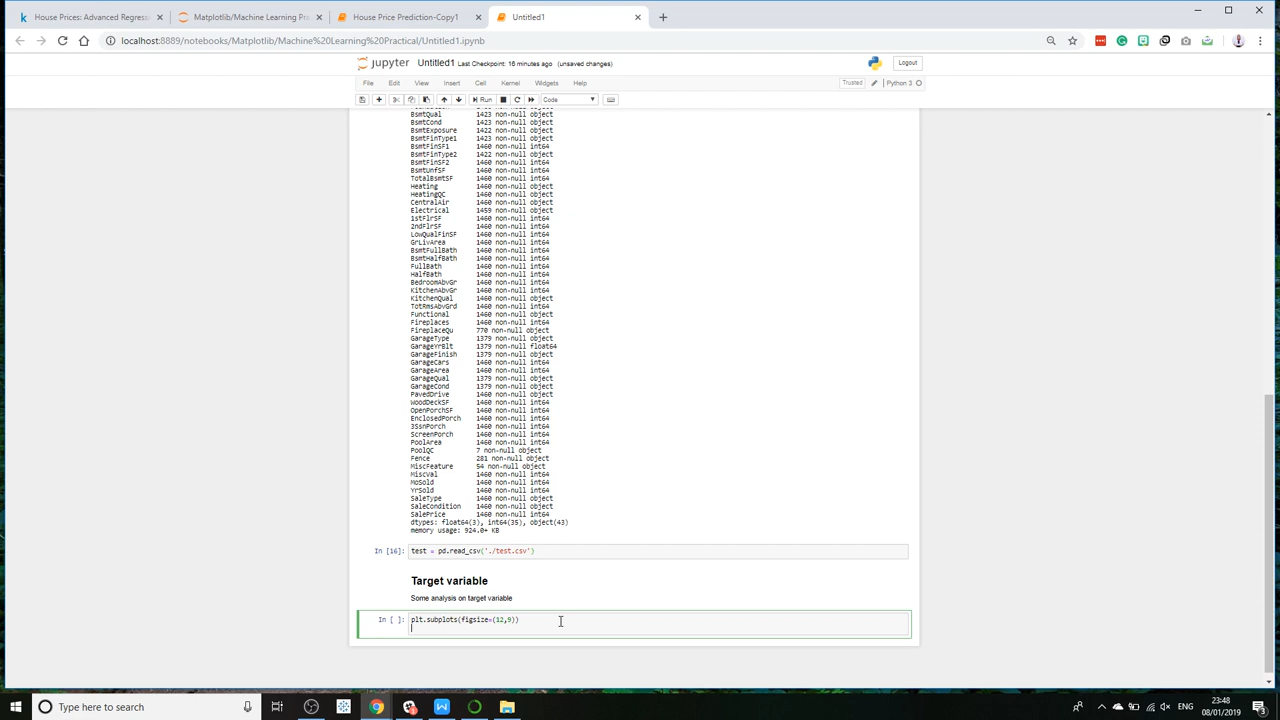 House Prices: Advanced Regress
Matplotlib/Machine Learning Pra
House Price Prediction-Copy1
Untitled1
localhost:8889/notebooks/Matplotlib/Machine%20Learning%20Practical/Untitled1.ipynb
jupyter Untitled1 Last Checkpoint: 16 minutes ago (unsaved changes)
Logout
File Edit View Insert Cell Kernel Widgets Help
Trusted Python 3
Run Code
BsmtQual 1423 non-null object
BsmtCond 1423 non-null object
BsmtExposure 1422 non-null object
BsmtFinType1 1423 non-null object
BsmtFinSF1 1460 non-null int64
BsmtFinType2 1422 non-null object
BsmtFinSF2 1460 non-null int64
BsmtUnfSF 1460 non-null int64
TotalBsmtSF 1460 non-null int64
Heating 1460 non-null object
HeatingQC 1460 non-null object
CentralAir 1460 non-null object
Electrical 1459 non-null object
1stFlrSF 1460 non-null int64
2ndFlrSF 1460 non-null int64
LowQualFinSF 1460 non-null int64
GrLivArea 1460 non-null int64
BsmtFullBath 1460 non-null int64
BsmtHalfBath 1460 non-null int64
FullBath 1460 non-null int64
HalfBath 1460 non-null int64
BedroomAbvGr 1460 non-null int64
KitchenAbvGr 1460 non-null int64
KitchenQual 1460 non-null object
TotRmsAbvGrd 1460 non-null int64
Functional 1460 non-null object
Fireplaces 1460 non-null int64
FireplaceQu 770 non-null object
GarageType 1379 non-null object
GarageYrBlt 1379 non-null float64
GarageFinish 1379 non-null object
GarageCars 1460 non-null int64
GarageArea 1460 non-null int64
GarageQual 1379 non-null object
GarageCond 1379 non-null object
PavedDrive 1460 non-null object
WoodDeckSF 1460 non-null int64
OpenPorchSF 1460 non-null int64
EnclosedPorch 1460 non-null int64
3SsnPorch 1460 non-null int64
ScreenPorch 1460 non-null int64
PoolArea 1460 non-null int64
PoolQC 7 non-null object
Fence 281 non-null object
MiscFeature 54 non-null object
MiscVal 1460 non-null int64
MoSold 1460 non-null int64
YrSold 1460 non-null int64
SaleType 1460 non-null object
SaleCondition 1460 non-null object
SalePrice 1460 non-null int64
dtypes: float64(3), int64(35), object(43)
memory usage: 924.0+ KB
In [16]: test = pd.read_csv('./test.csv')
Target variable
Some analysis on target variable
In [ ]: plt.subplots(figsize=(12,9))
Type here to search
23:48
08/01/2019